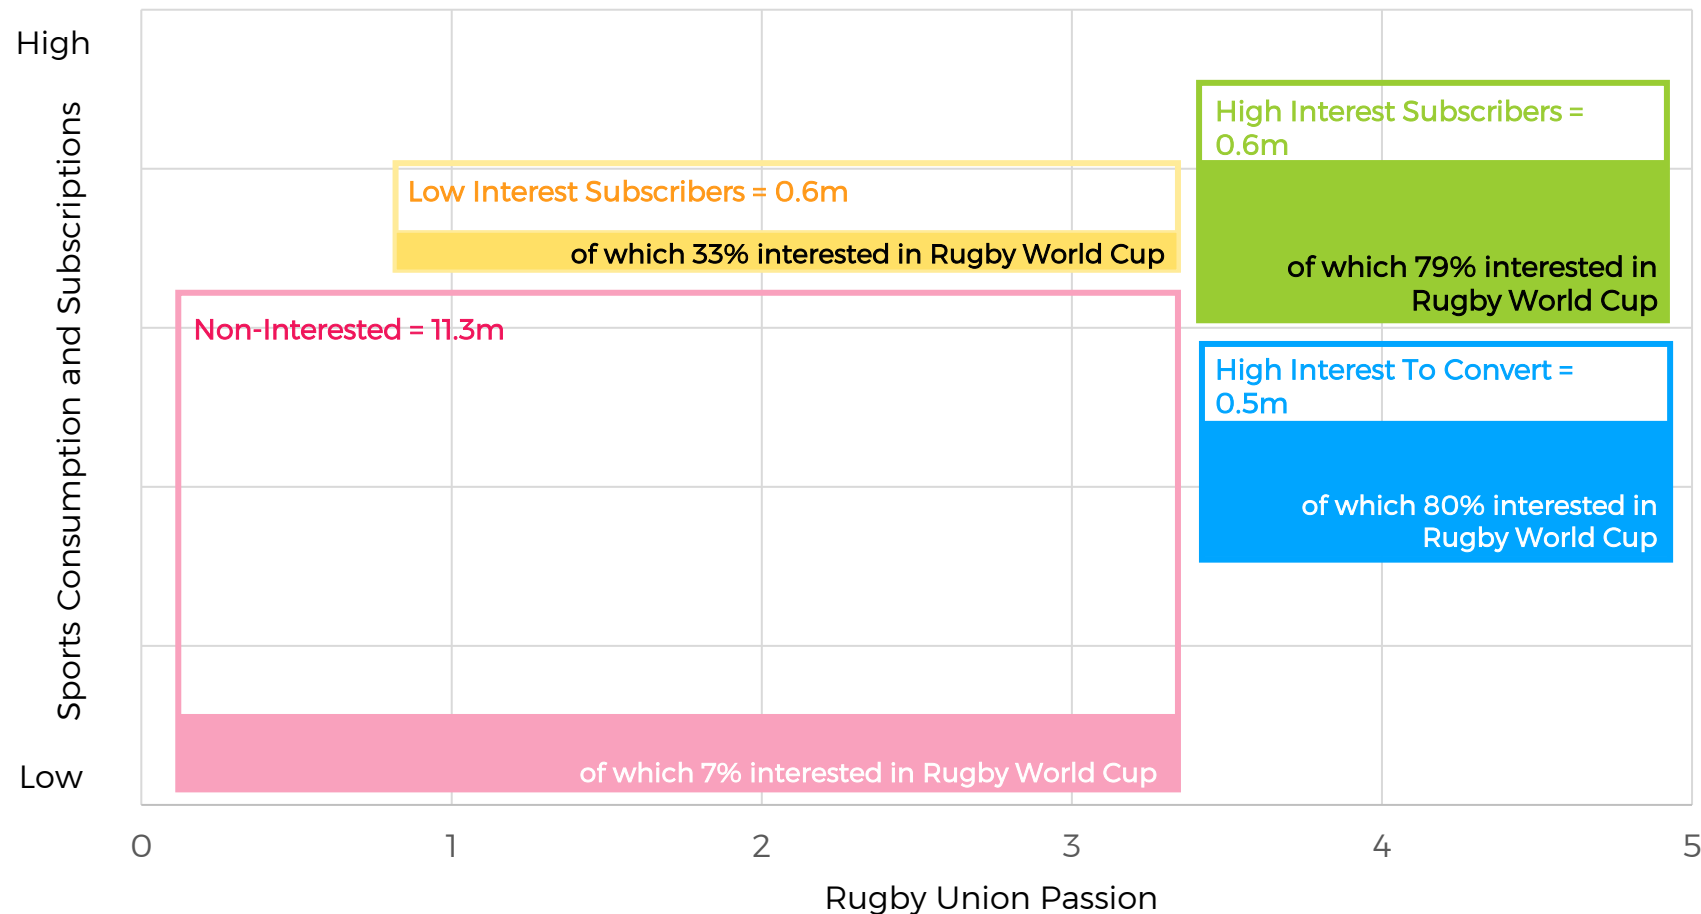 High
Sports Consumption and Subscriptions
Low
High Interest Subscribers =
0.6m
of which 79% interested in
Rugby World Cup
Low Interest Subscribers = 0.6m
of which 33% interested in Rugby World Cup
Non-Interested = 11.3m
of which 7% interested in Rugby World Cup
High Interest To Convert =
0.5m
of which 80% interested in
Rugby World Cup
0 1 2 3 4 5
Rugby Union Passion